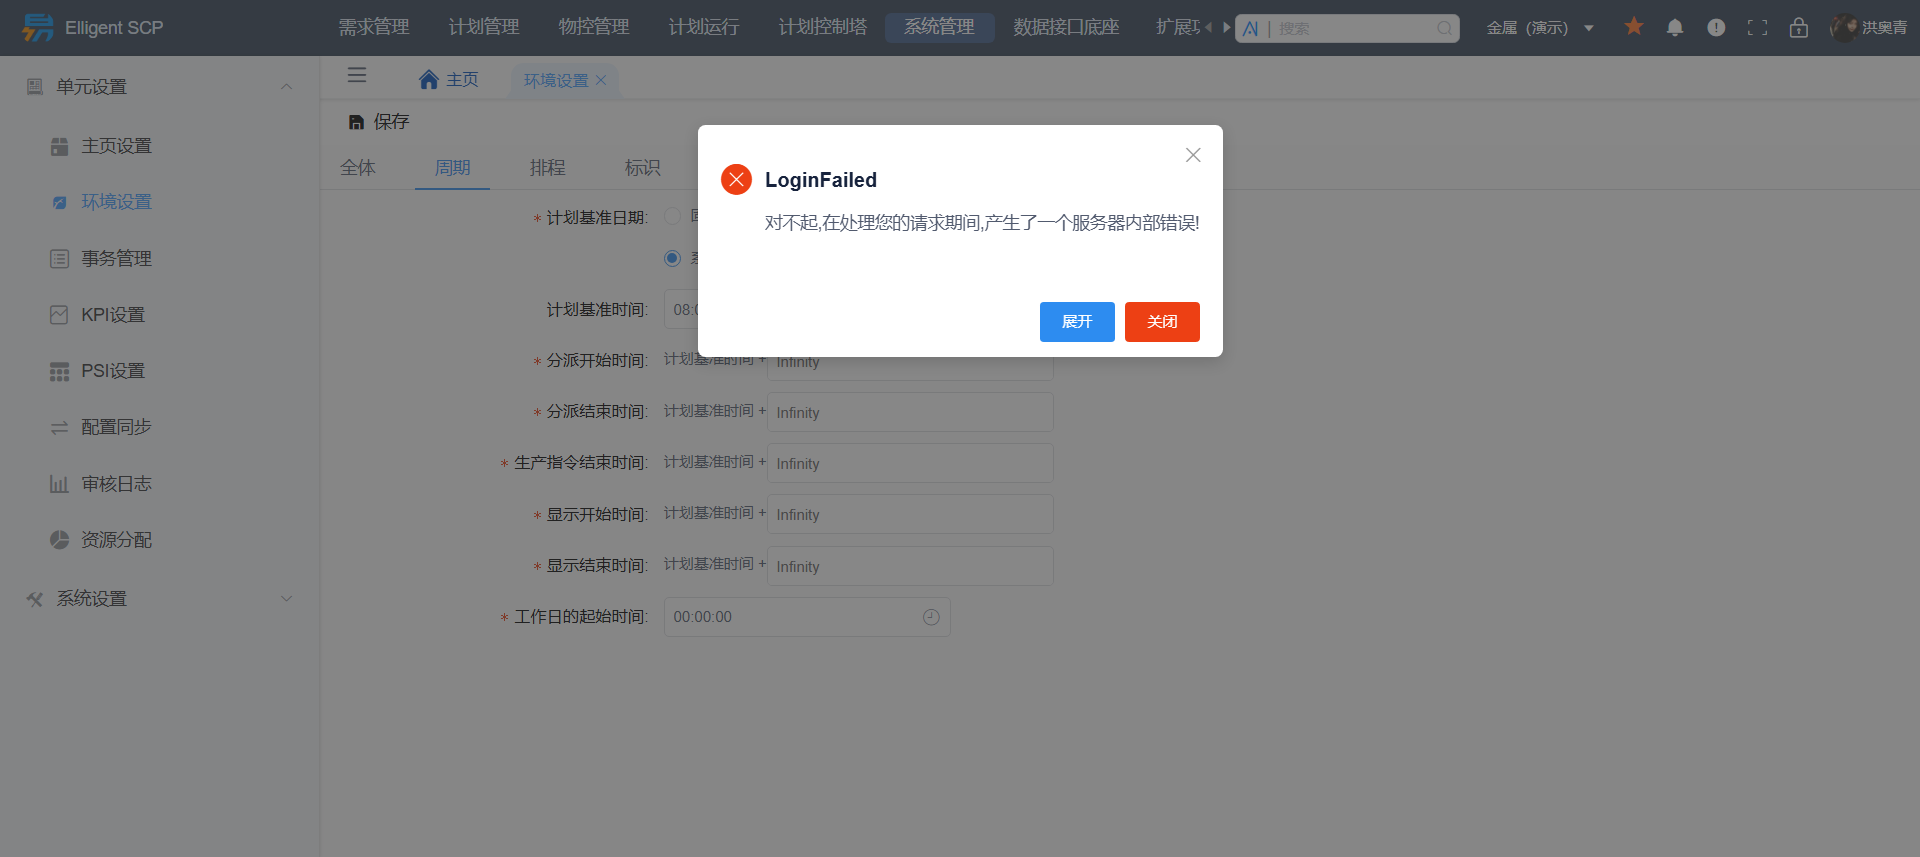 Elligent SCP
需求管理
计划管理
物控管理
计划运行
计划控制塔
系统管理
数据接口底座
扩展
AI
搜索
金属（演示）
洪奥青
单元设置
主页
环境设置
主页设置
环境设置
事务管理
KPI设置
PSI设置
配置同步
审核日志
资源分配
系统设置
保存
全体
周期
排程
标识
LoginFailed
对不起,在处理您的请求期间,产生了一个服务器内部错误!
展开
关闭
* 计划基准日期:
计划基准时间: 08:
* 分派开始时间: 计划基准时间 + Infinity
* 分派结束时间: 计划基准时间 + Infinity
* 生产指令结束时间: 计划基准时间 + Infinity
* 显示开始时间: 计划基准时间 + Infinity
* 显示结束时间: 计划基准时间 + Infinity
* 工作日的起始时间: 00:00:00